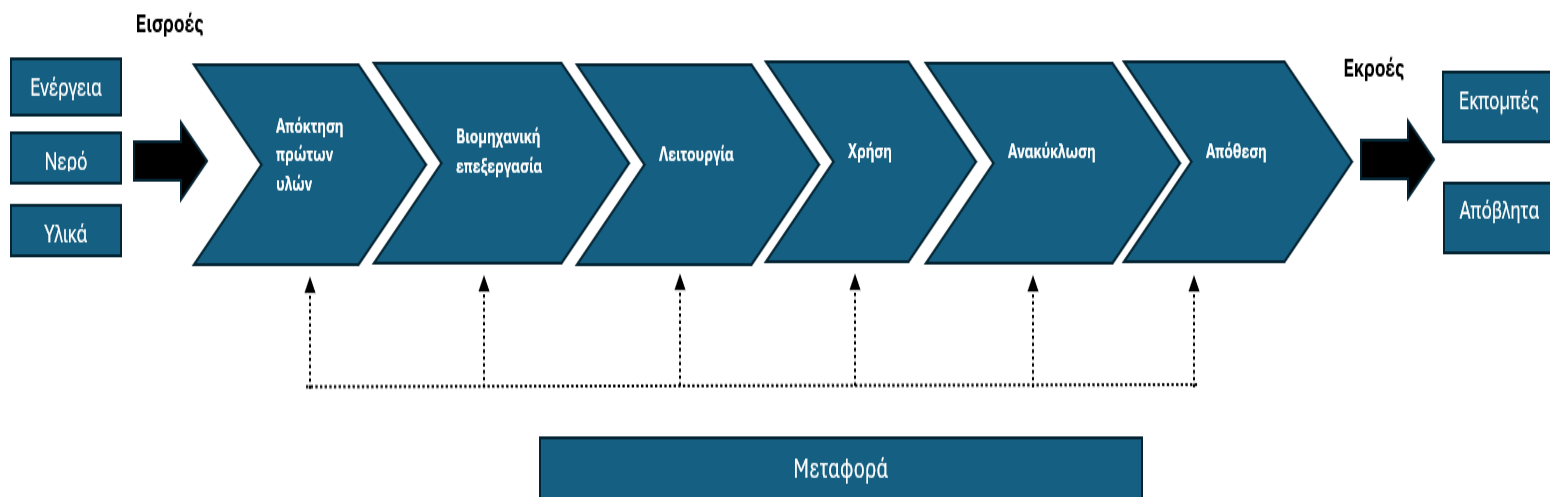 Εισροές
Ενέργεια
Νερό
Υλικά
Απόκτηση
πρώτων
υλών
Βιομηχανική
επεξεργασία
Λειτουργία
Χρήση
Ανακύκλωση
Απόθεση
Εκροές
Εκπομπές
Απόβλητα
Μεταφορά